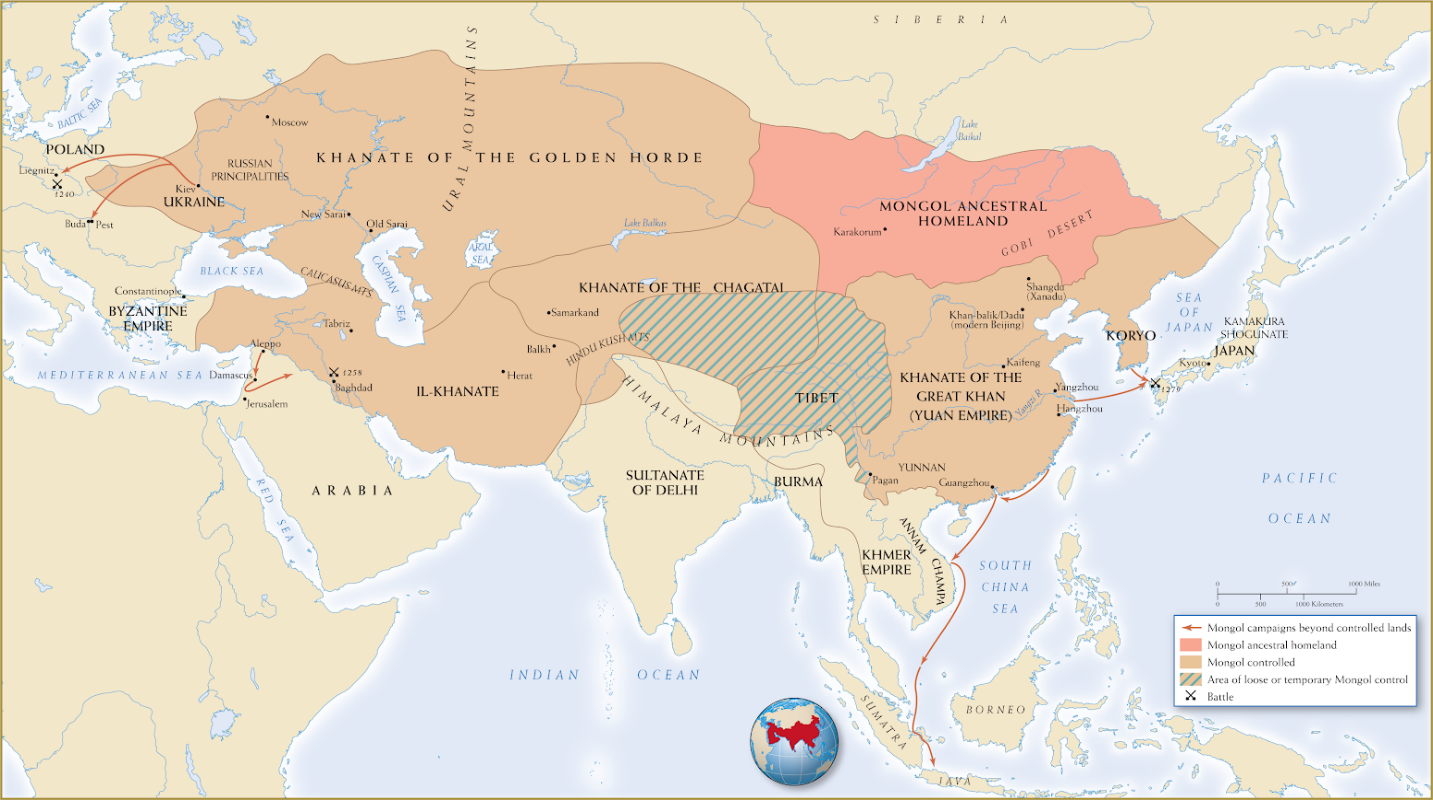 SIBERIA
URAL MOUNTAINS
BALTIC SEA
Moscow
Lake
Baikal
POLAND
KHANATE OF THE GOLDEN HORDE
RUSSIAN
PRINCIPALITIES
Liegnitz
1240
Kiev
UKRAINE
MONGOL ANCESTRAL
HOMELAND
Buda
Pest
New Sarai
Old Sarai
Lake Balkas
Karakorum
GOBI DESERT
ARAL
SEA
BLACK SEA
CAUCASUS MTS
CASPIAN SEA
KHANATE OF THE CHAGATAI
Shangdu
(Xanadu)
Constantinople
BYZANTINE
EMPIRE
Samarkand
Khan-balik/Dadu
(modern Beijing)
SEA
OF
JAPAN
KAMAKURA
SHOGUNATE
Tabriz
KORYO
JAPAN
Aleppo
Balkh
HINDU KUSH MTS
Kaifeng
Kyoto
MEDITERRANEAN SEA
Damascus
1258
Baghdad
Herat
IL-KHANATE
KHANATE OF THE
GREAT KHAN
(YUAN EMPIRE)
Yangzi R.
Yangzhou
Hangzhou
1279
Jerusalem
TIBET
HIMALAYA MOUNTAINS
ARABIA
RED SEA
SULTANATE
OF DELHI
BURMA
YUNNAN
Pagan
Guangzhou
PACIFIC
OCEAN
ANNAM
CHAMPA
KHMER
EMPIRE
SOUTH
CHINA
SEA
0 500 1000 Miles
0 500 1000 Kilometers
Mongol campaigns beyond controlled lands
Mongol ancestral homeland
Mongol controlled
Area of loose or temporary Mongol control
Battle
INDIAN OCEAN
SUMATRA
BORNEO
JAVA